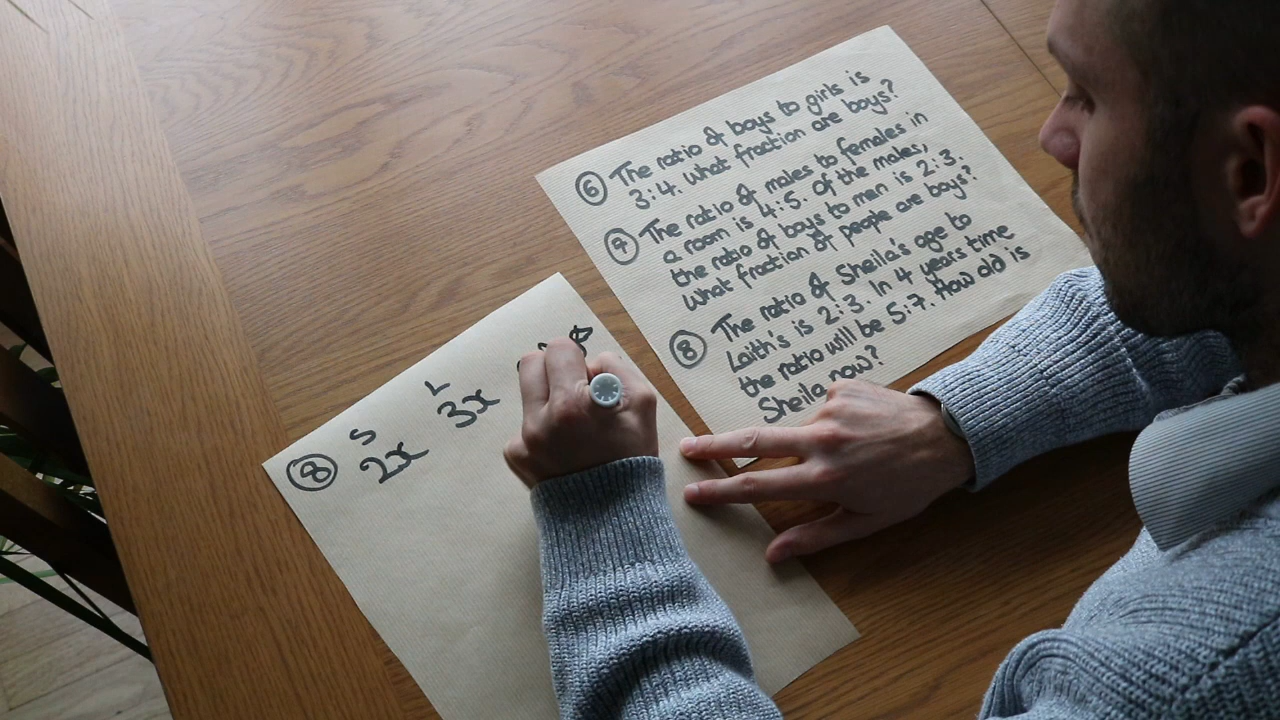 ⑥ The ratio of boys to girls is
3:4. What fraction are boys?
⑦ The ratio of males to females in
a room is 4:5. Of the males,
the ratio of boys to men is 2:3.
What fraction of people are boys?
⑧ The ratio of Sheila's age to
Laith's is 2:3. In 4 years time
the ratio will be 5:7. How old is
Sheila now?
S L
⑧ 2x 3x